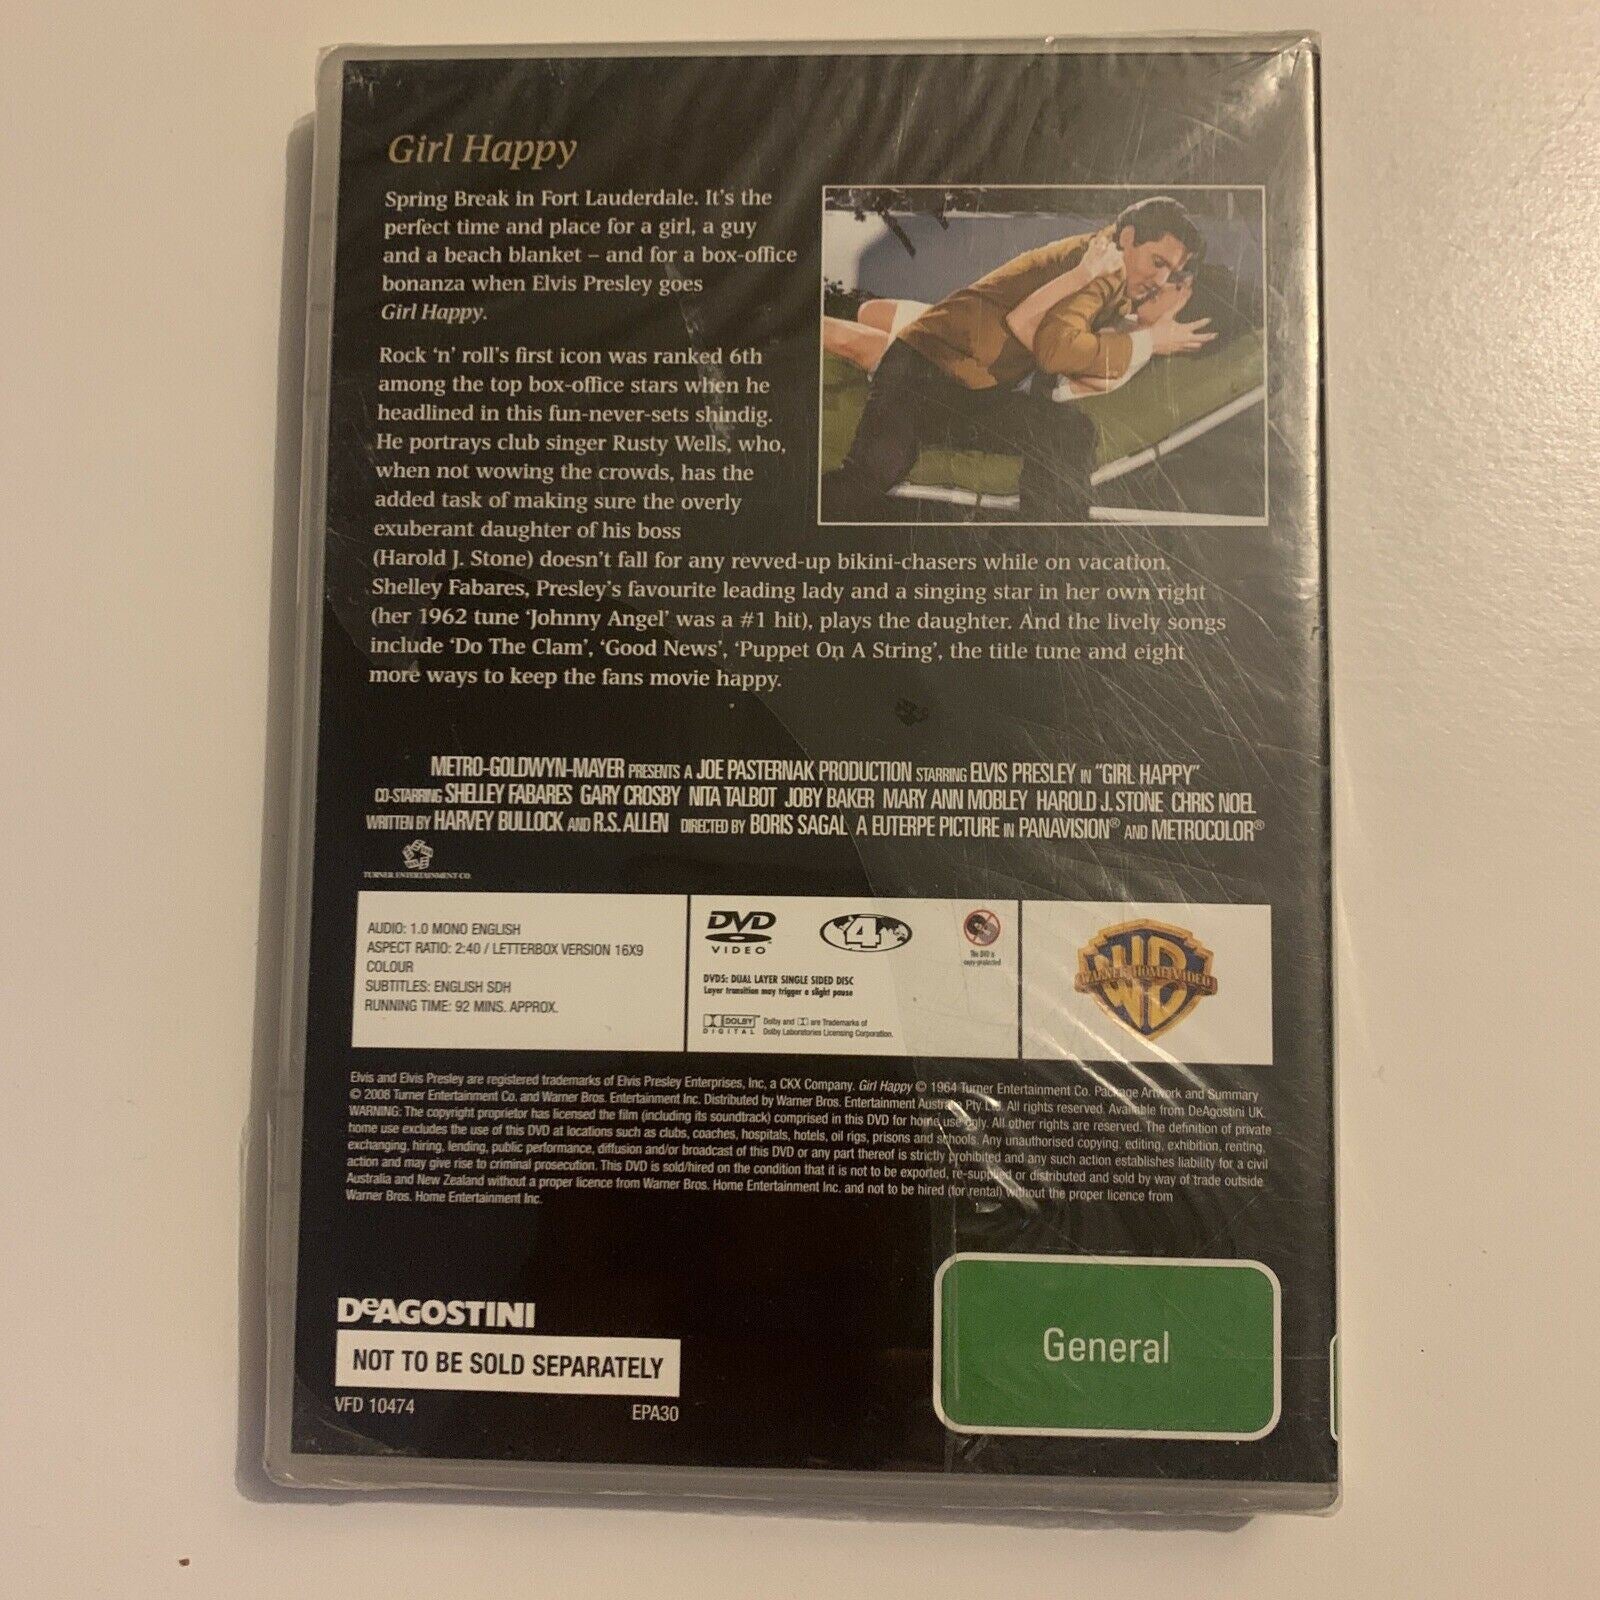 Girl Happy
Spring Break in Fort Lauderdale. It's the
perfect time and place for a girl, a guy
and a beach blanket – and for a box-office
bonanza when Elvis Presley goes
Girl Happy.
Rock 'n' roll's first icon was ranked 6th
among the top box-office stars when he
headlined in this fun-never-sets shindig.
He portrays club singer Rusty Wells, who,
when not wowing the crowds, has the
added task of making sure the overly
exuberant daughter of his boss
(Harold J. Stone) doesn't fall for any revved-up bikini-chasers while on vacation.
Shelley Fabares, Presley's favourite leading lady and a singing star in her own right
(her 1962 tune 'Johnny Angel' was a #1 hit), plays the daughter. And the lively songs
include 'Do The Clam', 'Good News', 'Puppet On A String', the title tune and eight
more ways to keep the fans movie happy.
METRO-GOLDWYN-MAYER PRESENTS A JOE PASTERNAK PRODUCTION STARRING ELVIS PRESLEY IN "GIRL HAPPY"
CO-STARRING SHELLEY FABARES GARY CROSBY NITA TALBOT JOBY BAKER MARY ANN MOBLEY HAROLD J. STONE CHRIS NOEL
WRITTEN BY HARVEY BULLOCK AND R.S. ALLEN DIRECTED BY BORIS SAGAL A EUTERPE PICTURE IN PANAVISION® AND METROCOLOR®
TURNER ENTERTAINMENT CO.
AUDIO: 1.0 MONO ENGLISH
ASPECT RATIO: 2:40 / LETTERBOX VERSION 16X9
COLOUR
SUBTITLES: ENGLISH SDH
RUNNING TIME: 92 MINS. APPROX.
DVD
VIDEO
4
The DVD is
copy-protected
DVD5: DUAL LAYER SINGLE SIDED DISC
Layer transition may trigger a slight pause
DOLBY
DIGITAL
Dolby and are Trademarks of
Dolby Laboratories Licensing Corporation.
WB
WARNER HOME VIDEO
Elvis and Elvis Presley are registered trademarks of Elvis Presley Enterprises, Inc, a CKX Company. Girl Happy © 1964 Turner Entertainment Co. Package Artwork and Summary
© 2008 Turner Entertainment Co. and Warner Bros. Entertainment Inc. Distributed by Warner Bros. Entertainment Australia Pty Ltd. All rights reserved. Available from DeAgostini UK.
WARNING: The copyright proprietor has licensed the film (including its soundtrack) comprised in this DVD for home use only. All other rights are reserved. The definition of private
home use excludes the use of this DVD at locations such as clubs, coaches, hospitals, hotels, oil rigs, prisons and schools. Any unauthorised copying, editing, exhibition, renting,
exchanging, hiring, lending, public performance, diffusion and/or broadcast of this DVD or any part thereof is strictly prohibited and any such action establishes liability for a civil
action and may give rise to criminal prosecution. This DVD is sold/hired on the condition that it is not to be exported, re-supplied or distributed and sold by way of trade outside
Australia and New Zealand without a proper licence from Warner Bros. Home Entertainment Inc. and not to be hired (for rental) without the proper licence from
Warner Bros. Home Entertainment Inc.
DeAGOSTINI
NOT TO BE SOLD SEPARATELY
VFD 10474
EPA30
General